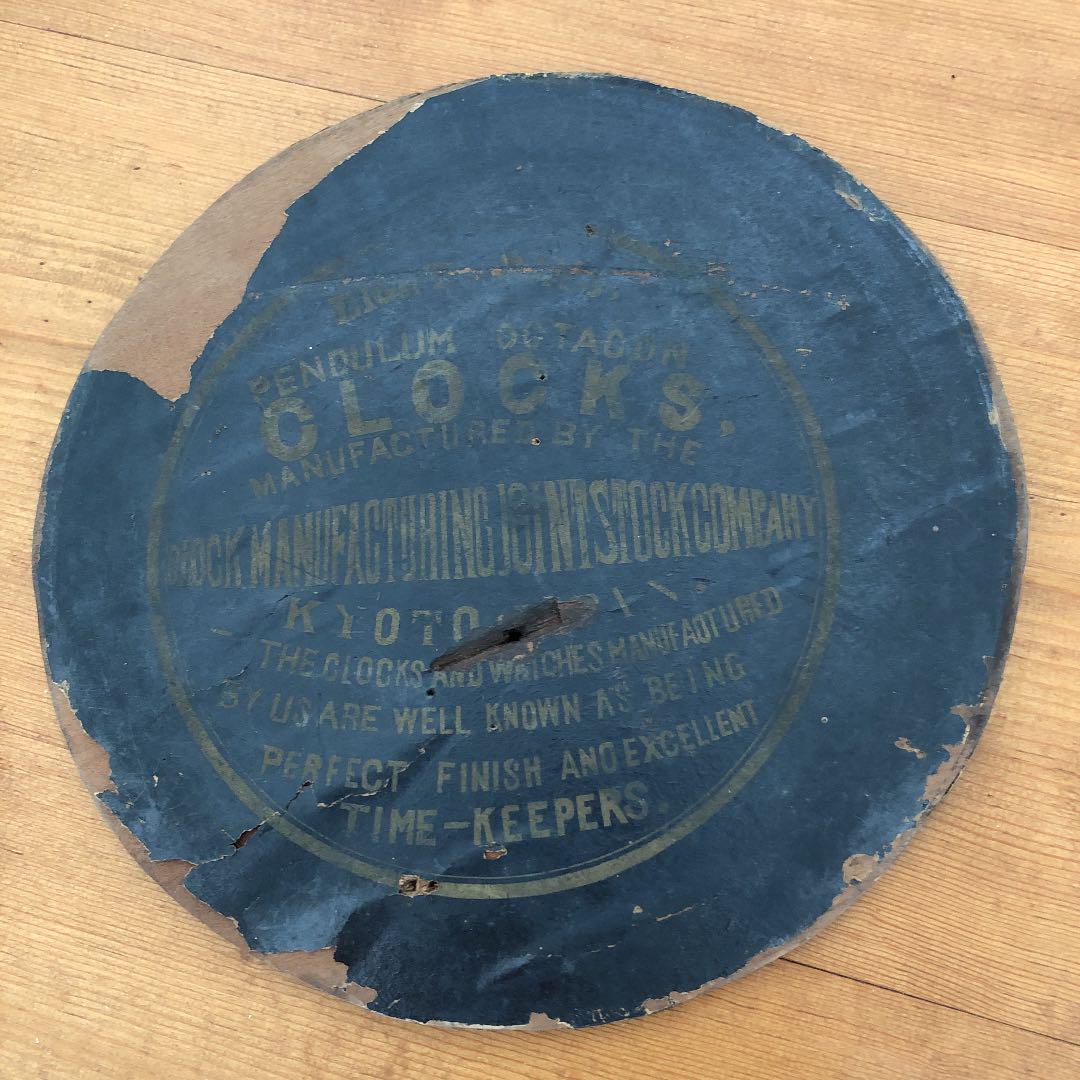 PENDULUM OCTAGON
CLOCKS.
MANUFACTURED BY THE
MANUFACTURING JOINT STOCK COMPANY
KYOTO
THE CLOCKS AND WATCHES MANUFACTURED
BY US ARE WELL KNOWN AS BEING
PERFECT FINISH AND EXCELLENT
TIME-KEEPERS.